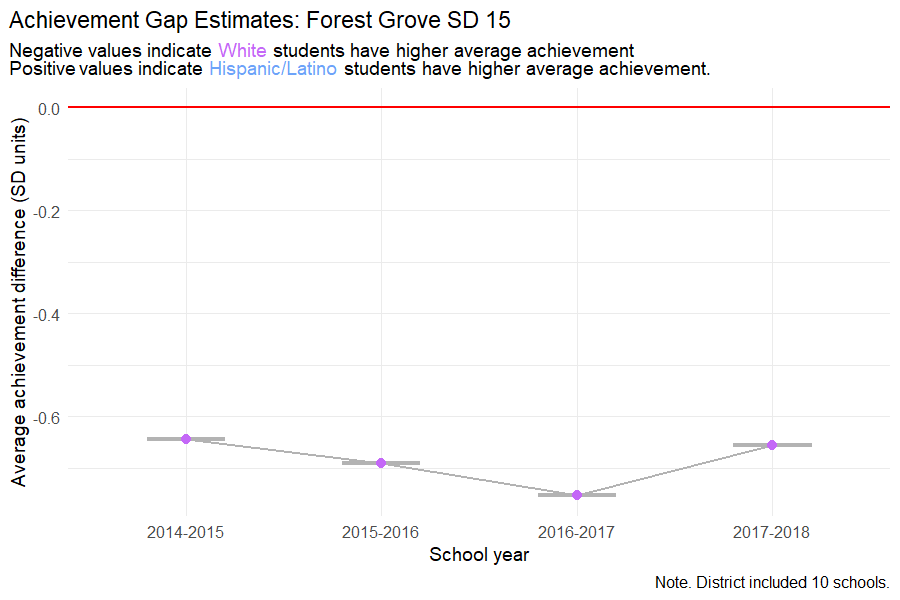 Achievement Gap Estimates: Forest Grove SD 15
Negative values indicate White students have higher average achievement
Positive values indicate Hispanic/Latino students have higher average achievement.
Average achievement difference (SD units)
0.0
-0.2
-0.4
-0.6
2014-2015
2015-2016
2016-2017
2017-2018
School year
Note. District included 10 schools.